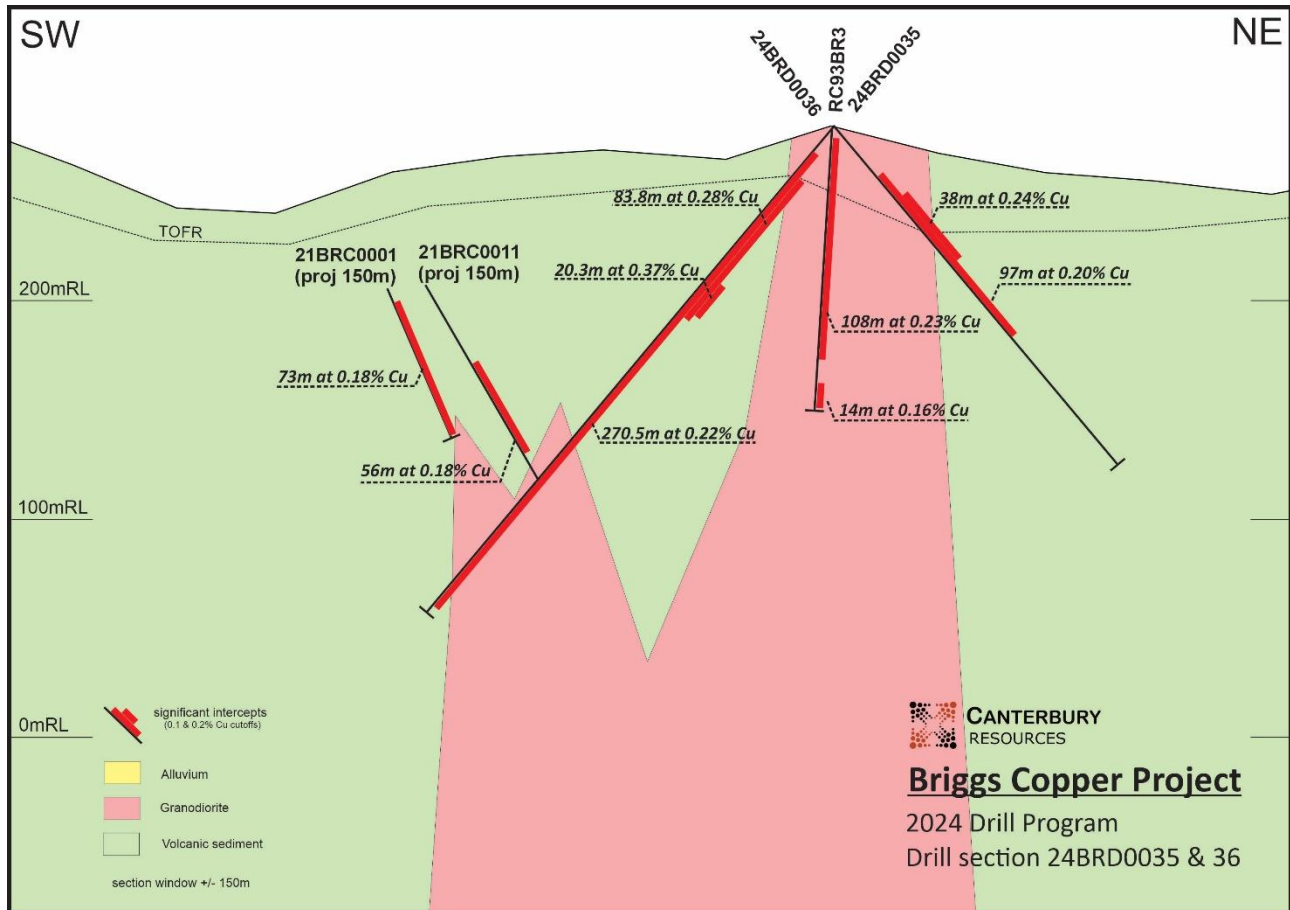 SW
NE
24BRD0036
RC93BR3
24BRD0035
83.8m at 0.28% Cu
38m at 0.24% Cu
TOFR
21BRC0001
(proj 150m)
21BRC0011
(proj 150m)
20.3m at 0.37% Cu
97m at 0.20% Cu
200mRL
108m at 0.23% Cu
73m at 0.18% Cu
14m at 0.16% Cu
270.5m at 0.22% Cu
56m at 0.18% Cu
100mRL
0mRL
significant intercepts
(0.1 & 0.2% Cu cutoffs)
Alluvium
Granodiorite
Volcanic sediment
section window +/- 150m
CANTERBURY
RESOURCES
Briggs Copper Project
2024 Drill Program
Drill section 24BRD0035 & 36